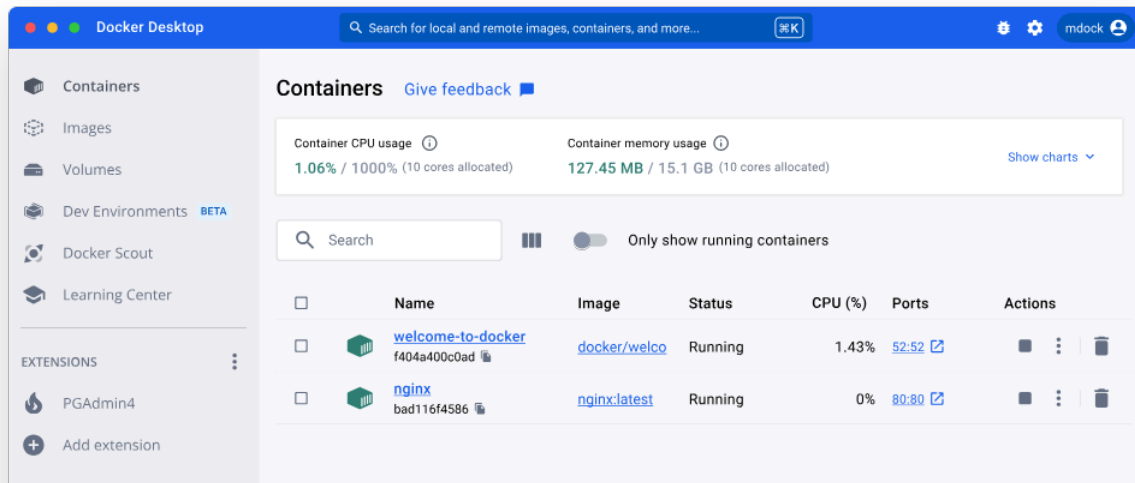 Docker Desktop
Search for local and remote images, containers, and more...
⌘K
mdock
Containers
Images
Volumes
Dev Environments BETA
Docker Scout
Learning Center
EXTENSIONS
PGAdmin4
Add extension
Containers Give feedback
Container CPU usage
1.06% / 1000% (10 cores allocated)
Container memory usage
127.45 MB / 15.1 GB (10 cores allocated)
Show charts
Search
Only show running containers
Name Image Status CPU (%) Ports Actions
welcome-to-docker
f404a400c0ad
docker/welco Running 1.43% 52:52
nginx
bad116f4586
nginx:latest Running 0% 80:80